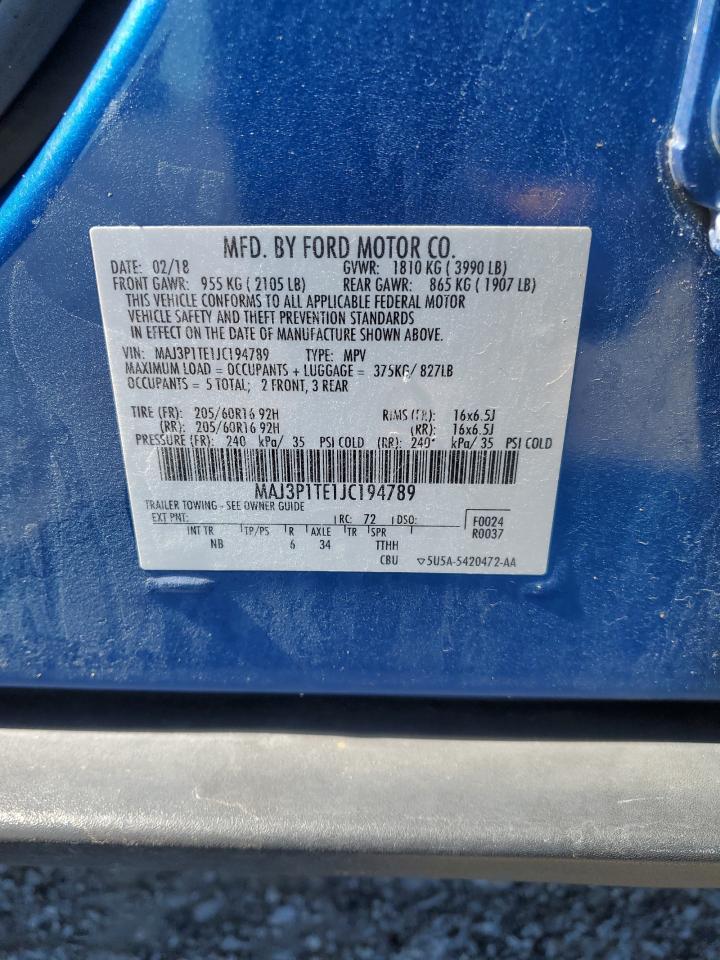 MFD. BY FORD MOTOR CO.
DATE: 02/18 GVWR: 1810 KG ( 3990 LB)
FRONT GAWR: 955 KG ( 2105 LB) REAR GAWR: 865 KG ( 1907 LB)
THIS VEHICLE CONFORMS TO ALL APPLICABLE FEDERAL MOTOR
VEHICLE SAFETY AND THEFT PREVENTION STANDARDS
IN EFFECT ON THE DATE OF MANUFACTURE SHOWN ABOVE.
VIN: MAJ3P1TE1JC194789 TYPE: MPV
MAXIMUM LOAD = OCCUPANTS + LUGGAGE = 375KG/ 827LB
OCCUPANTS = 5 TOTAL; 2 FRONT, 3 REAR
TIRE (FR): 205/60R16 92H RIMS (FR): 16x6.5J
(RR): 205/60R16 92H (RR): 16x6.5J
PRESSURE (FR): 240 kPa/ 35 PSI COLD (RR): 240 kPa/ 35 PSI COLD
MAJ3P1TE1JC194789
TRAILER TOWING - SEE OWNER GUIDE
EXT PNT: RC: 72 DSO: F0024
INT TR TP/PS R AXLE TR SPR R0037
NB 6 34 TTHH
CBU ▽5U5A-5420472-AA